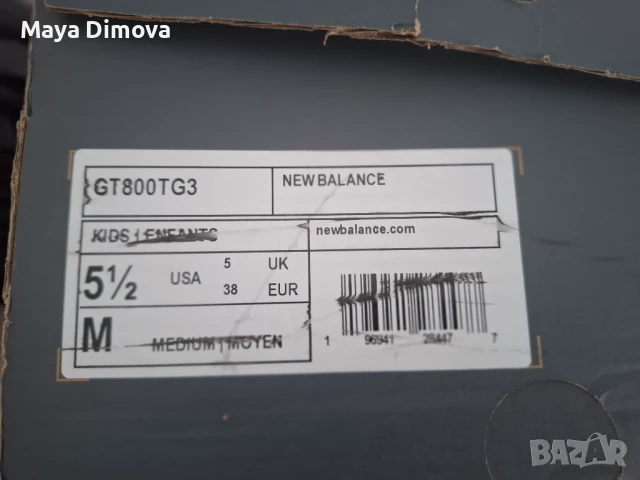 Maya Dimova
GT800TG3
NEW BALANCE
KIDS | ENFANTS
newbalance.com
5½ USA 5 UK
38 EUR
M MEDIUM | MOYEN
1 96941 28447 7
BAZAR